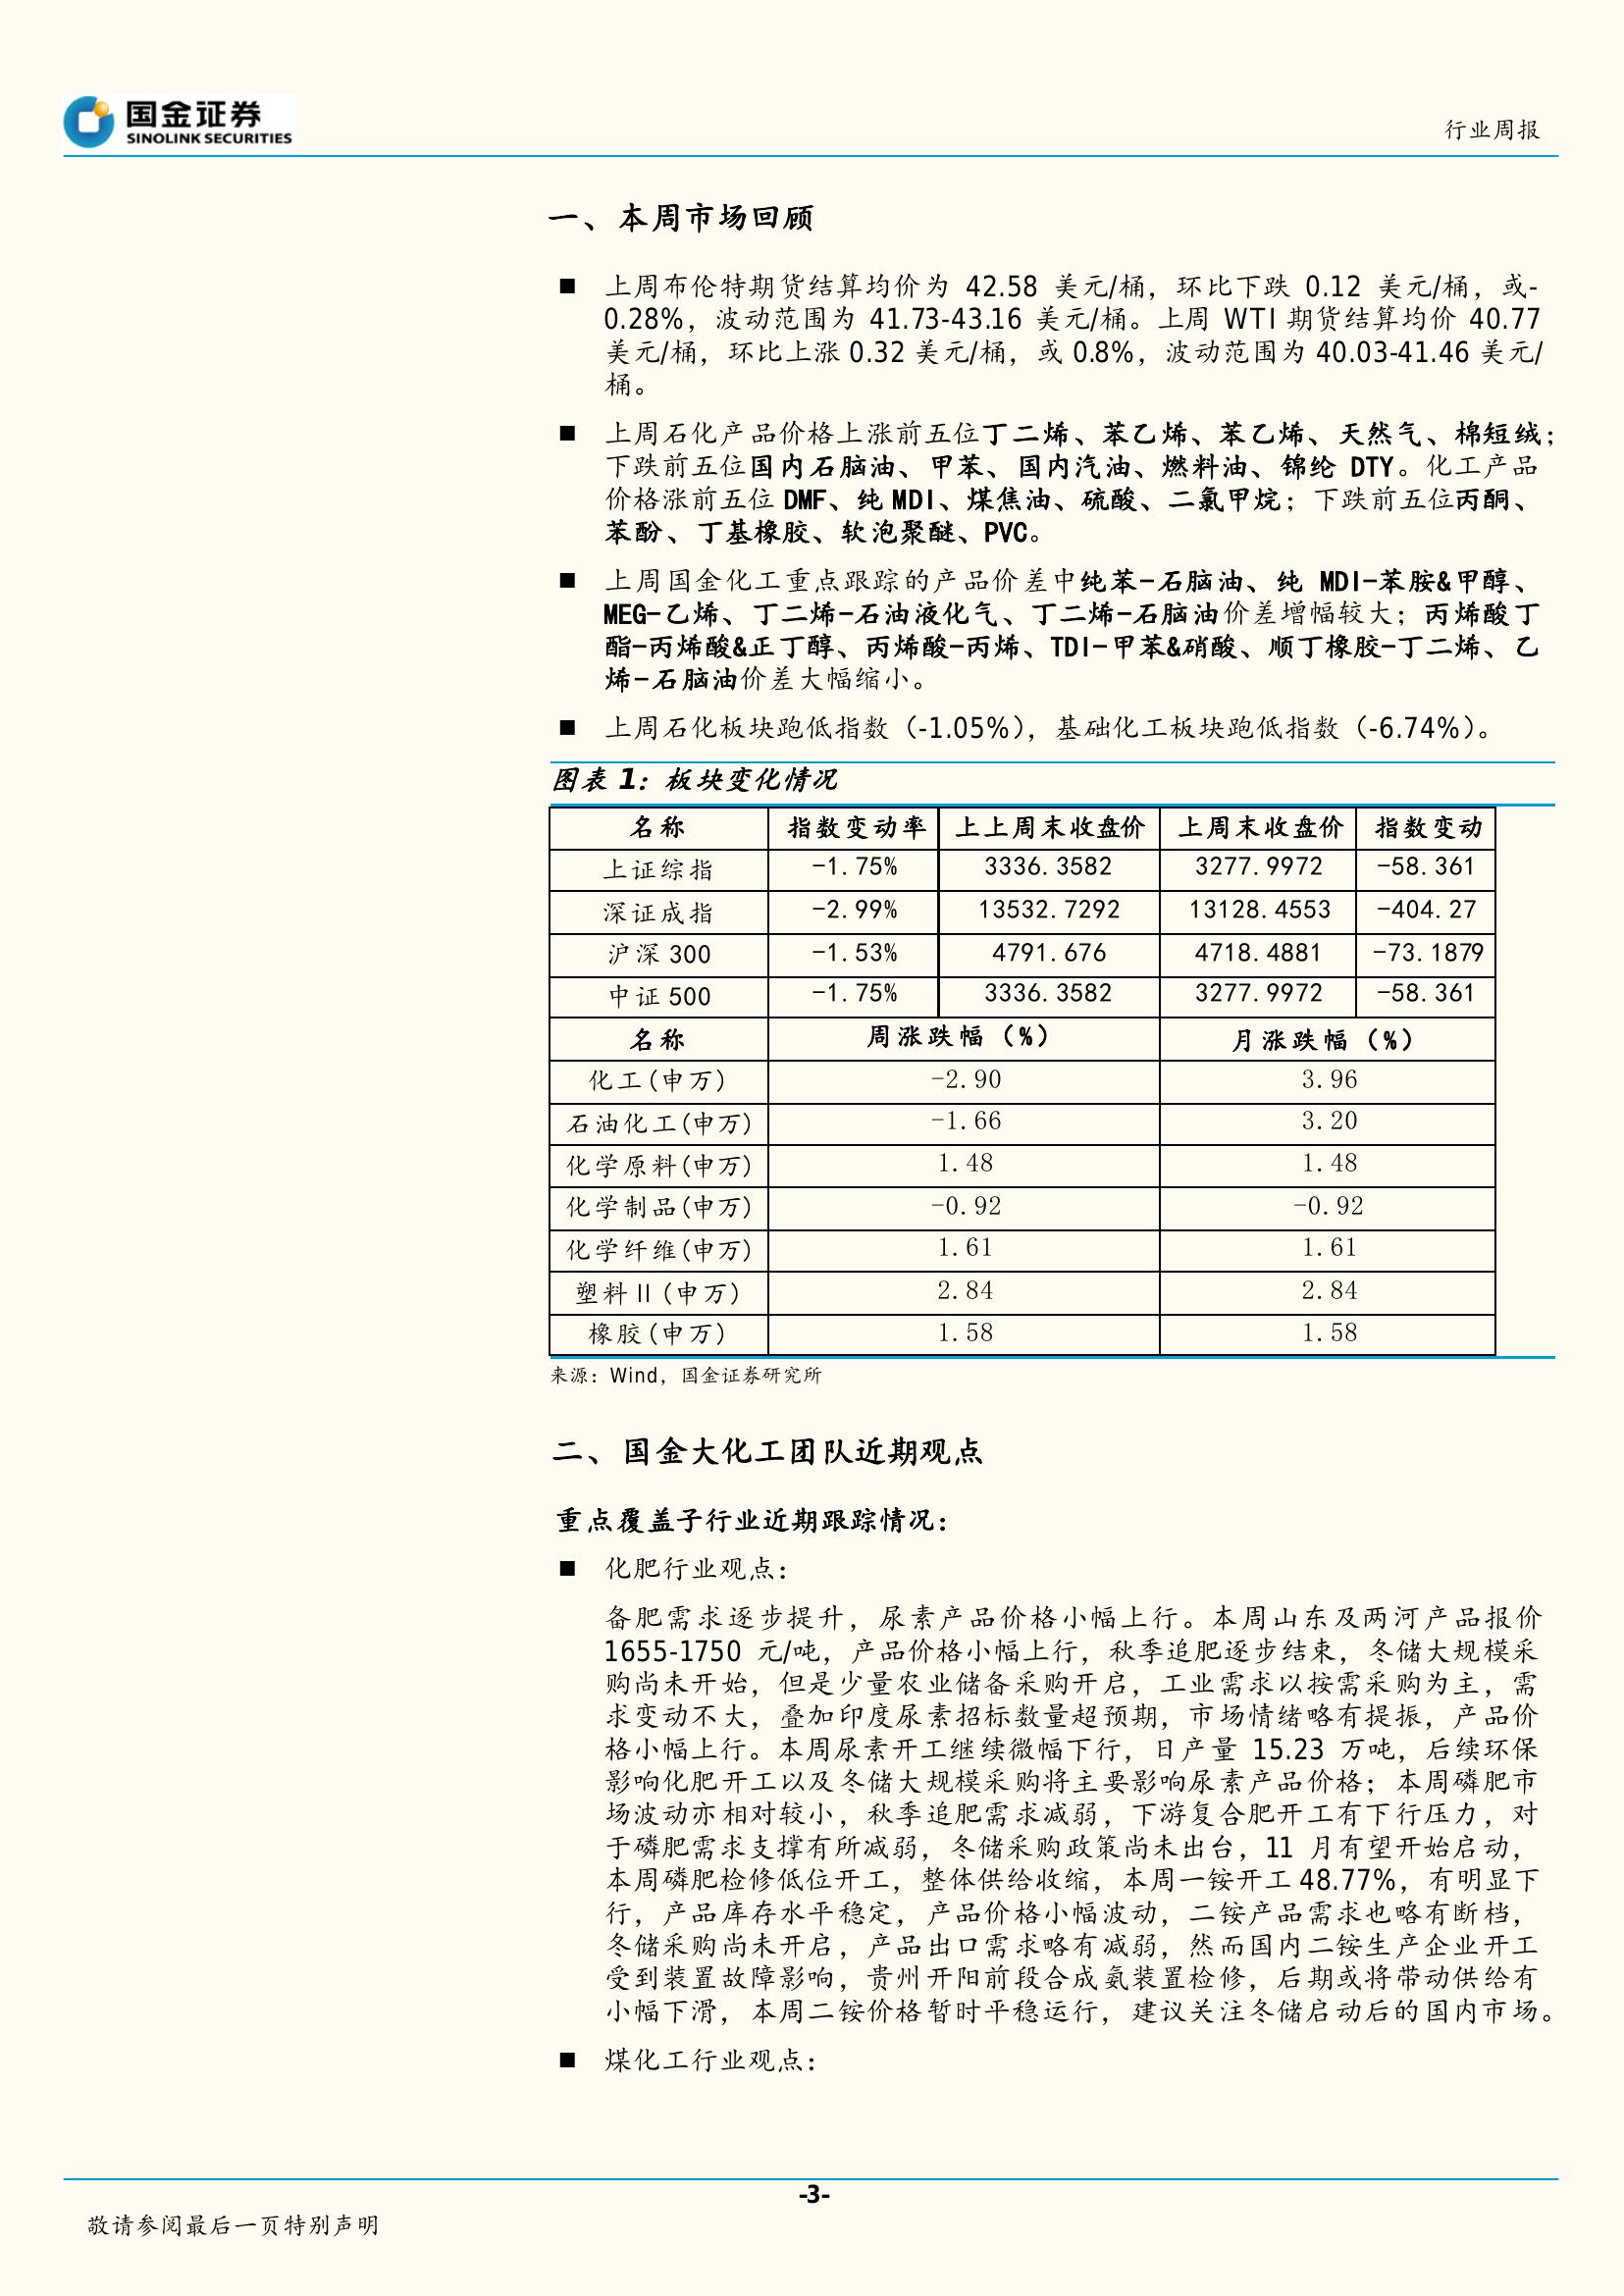 国金证券
SINOLINK SECURITIES
行业周报
一、本周市场回顾
■ 上周布伦特期货结算均价为 42.58 美元/桶，环比下跌 0.12 美元/桶，或-
0.28%，波动范围为 41.73-43.16 美元/桶。上周 WTI 期货结算均价 40.77
美元/桶，环比上涨 0.32 美元/桶，或 0.8%，波动范围为 40.03-41.46 美元/
桶。
■ 上周石化产品价格上涨前五位丁二烯、苯乙烯、苯乙烯、天然气、棉短绒；
下跌前五位国内石脑油、甲苯、国内汽油、燃料油、锦纶 DTY。化工产品
价格涨前五位 DMF、纯 MDI、煤焦油、硫酸、二氯甲烷；下跌前五位丙酮、
苯酚、丁基橡胶、软泡聚醚、PVC。
■ 上周国金化工重点跟踪的产品价差中纯苯-石脑油、纯 MDI-苯胺&甲醇、
MEG-乙烯、丁二烯-石油液化气、丁二烯-石脑油价差增幅较大；丙烯酸丁
酯-丙烯酸&正丁醇、丙烯酸-丙烯、TDI-甲苯&硝酸、顺丁橡胶-丁二烯、乙
烯-石脑油价差大幅缩小。
■ 上周石化板块跑低指数（-1.05%），基础化工板块跑低指数（-6.74%）。
图表 1：板块变化情况
名称 指数变动率 上上周末收盘价 上周末收盘价 指数变动
上证综指 -1.75% 3336.3582 3277.9972 -58.361
深证成指 -2.99% 13532.7292 13128.4553 -404.27
沪深 300 -1.53% 4791.676 4718.4881 -73.1879
中证 500 -1.75% 3336.3582 3277.9972 -58.361
名称 周涨跌幅（%） 月涨跌幅（%）
化工(申万) -2.90 3.96
石油化工(申万) -1.66 3.20
化学原料(申万) 1.48 1.48
化学制品(申万) -0.92 -0.92
化学纤维(申万) 1.61 1.61
塑料Ⅱ(申万) 2.84 2.84
橡胶(申万) 1.58 1.58
来源：Wind，国金证券研究所
二、国金大化工团队近期观点
重点覆盖子行业近期跟踪情况：
■ 化肥行业观点：
备肥需求逐步提升，尿素产品价格小幅上行。本周山东及两河产品报价
1655-1750 元/吨，产品价格小幅上行，秋季追肥逐步结束，冬储大规模采
购尚未开始，但是少量农业储备采购开启，工业需求以按需采购为主，需
求变动不大，叠加印度尿素招标数量超预期，市场情绪略有提振，产品价
格小幅上行。本周尿素开工继续微幅下行，日产量 15.23 万吨，后续环保
影响化肥开工以及冬储大规模采购将主要影响尿素产品价格；本周磷肥市
场波动亦相对较小，秋季追肥需求减弱，下游复合肥开工有下行压力，对
于磷肥需求支撑有所减弱，冬储采购政策尚未出台，11 月有望开始启动，
本周磷肥检修低位开工，整体供给收缩，本周一铵开工 48.77%，有明显下
行，产品库存水平稳定，产品价格小幅波动，二铵产品需求也略有断档，
冬储采购尚未开启，产品出口需求略有减弱，然而国内二铵生产企业开工
受到装置故障影响，贵州开阳前段合成氨装置检修，后期或将带动供给有
小幅下滑，本周二铵价格暂时平稳运行，建议关注冬储启动后的国内市场。
■ 煤化工行业观点：
-3-
敬请参阅最后一页特别声明